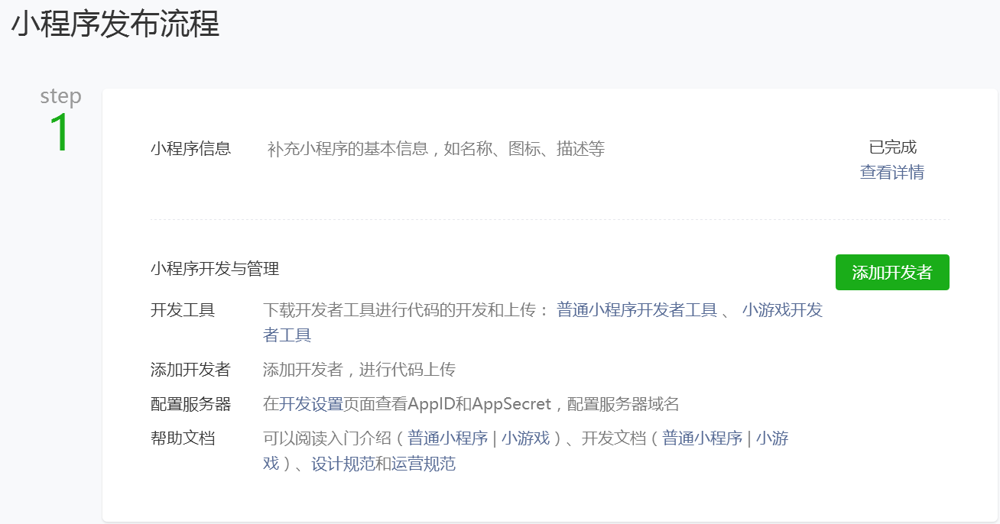 小程序发布流程
step
1
小程序信息 补充小程序的基本信息，如名称、图标、描述等 已完成
查看详情
小程序开发与管理 添加开发者
开发工具 下载开发者工具进行代码的开发和上传： 普通小程序开发者工具 、 小游戏开发
者工具
添加开发者 添加开发者，进行代码上传
配置服务器 在开发设置页面查看AppID和AppSecret，配置服务器域名
帮助文档 可以阅读入门介绍（普通小程序 | 小游戏）、开发文档（普通小程序 | 小游
戏）、设计规范和运营规范